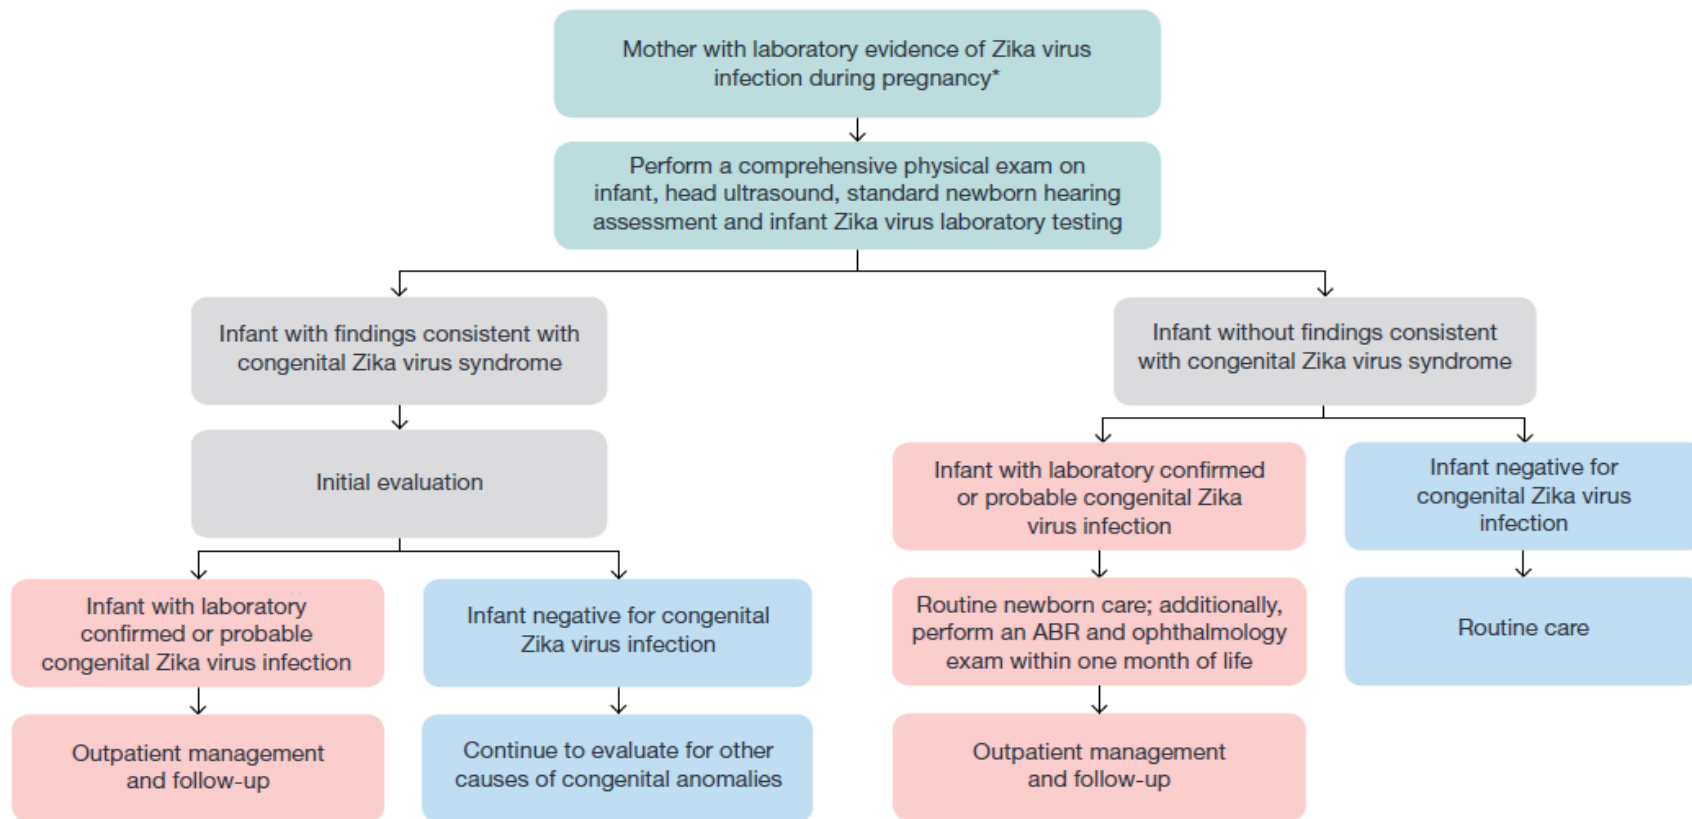 Mother with laboratory evidence of Zika virus
infection during pregnancy*
Perform a comprehensive physical exam on
infant, head ultrasound, standard newborn hearing
assessment and infant Zika virus laboratory testing
Infant with findings consistent with
congenital Zika virus syndrome
Infant without findings consistent
with congenital Zika virus syndrome
Initial evaluation
Infant with laboratory confirmed
or probable congenital Zika
virus infection
Infant negative for
congenital Zika virus
infection
Infant with laboratory
confirmed or probable
congenital Zika virus infection
Infant negative for congenital
Zika virus infection
Routine newborn care; additionally,
perform an ABR and ophthalmology
exam within one month of life
Routine care
Outpatient management
and follow-up
Continue to evaluate for other
causes of congenital anomalies
Outpatient management
and follow-up